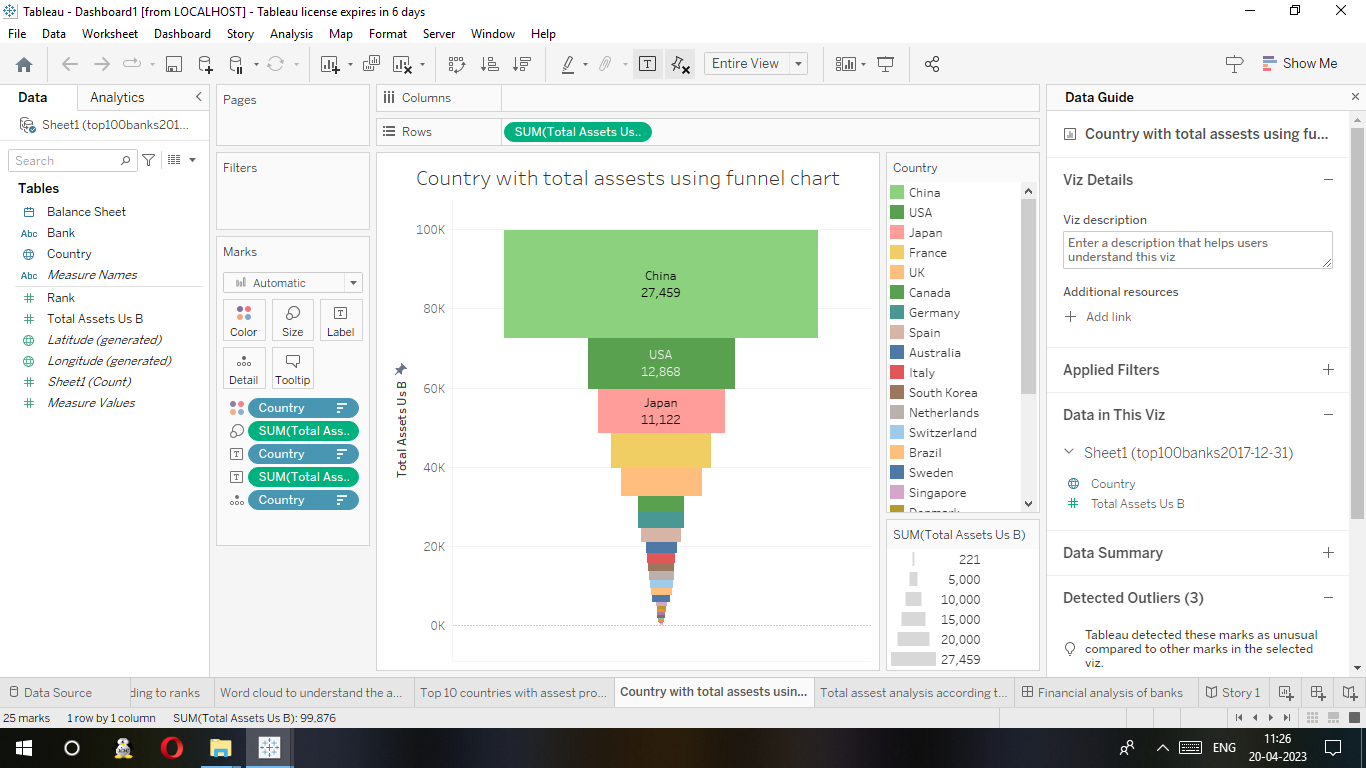 Tableau - Dashboard1 [from LOCALHOST] - Tableau license expires in 6 days
File Data Worksheet Dashboard Story Analysis Map Format Server Window Help
Entire View
Show Me
Data Analytics
Sheet1 (top100banks201...
Search
Tables
Balance Sheet
Abc Bank
Country
Abc Measure Names
Rank
Total Assets Us B
Latitude (generated)
Longitude (generated)
Sheet1 (Count)
Measure Values
Pages
Filters
Marks
Automatic
Color Size Label
Detail Tooltip
Country
SUM(Total Ass..
Country
SUM(Total Ass..
Country
Columns
Rows SUM(Total Assets Us..
Country with total assests using funnel chart
Total Assets Us B
100K
80K
60K
40K
20K
0K
China
27,459
USA
12,868
Japan
11,122
Country
China
USA
Japan
France
UK
Canada
Germany
Spain
Australia
Italy
South Korea
Netherlands
Switzerland
Brazil
Sweden
Singapore
Denmark
SUM(Total Assets Us B)
221
5,000
10,000
15,000
20,000
27,459
Data Guide
Country with total assests using fu...
Viz Details
Viz description
Enter a description that helps users
understand this viz
Additional resources
Add link
Applied Filters
Data in This Viz
Sheet1 (top100banks2017-12-31)
Country
Total Assets Us B
Data Summary
Detected Outliers (3)
Tableau detected these marks as unusual
compared to other marks in the selected
viz.
Data Source
ding to ranks
Word cloud to understand the a...
Top 10 countries with assest pro...
Country with total assests usin...
Total assest analysis according t...
Financial analysis of banks
Story 1
25 marks 1 row by 1 column SUM(Total Assets Us B): 99,876
ENG
11:26
20-04-2023